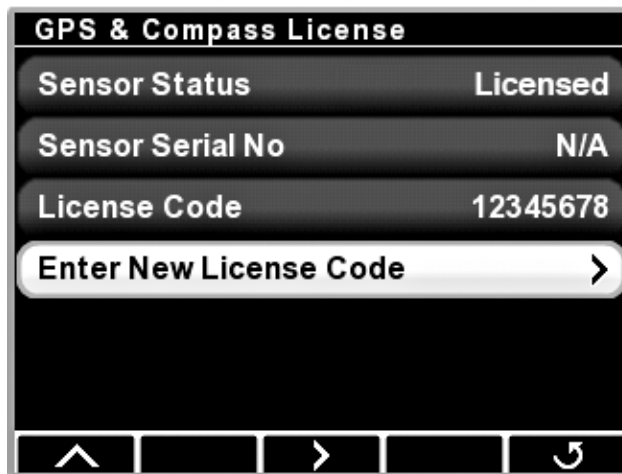 GPS & Compass License
Sensor Status Licensed
Sensor Serial No N/A
License Code 12345678
Enter New License Code >